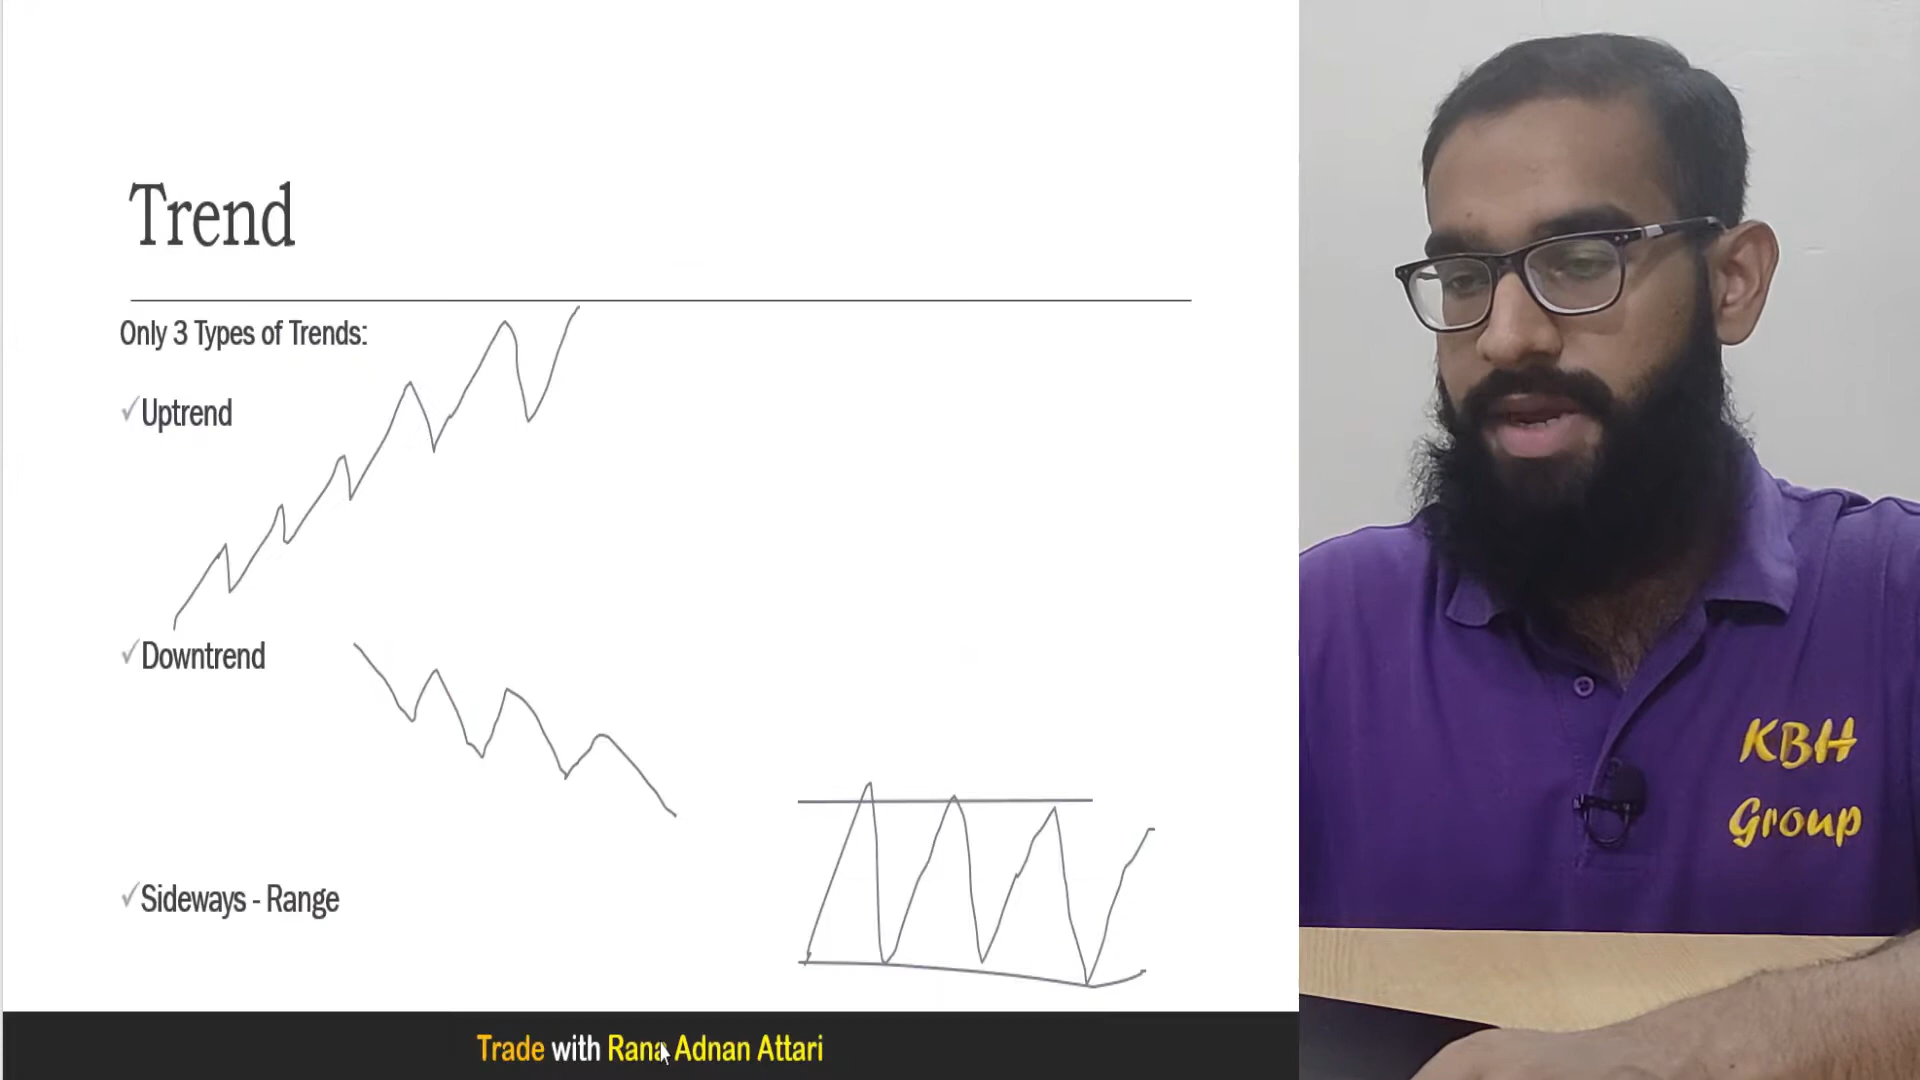 Trend
Only 3 Types of Trends:
✓Uptrend
✓Downtrend
✓Sideways - Range
Trade with Rana Adnan Attari
KBH
Group